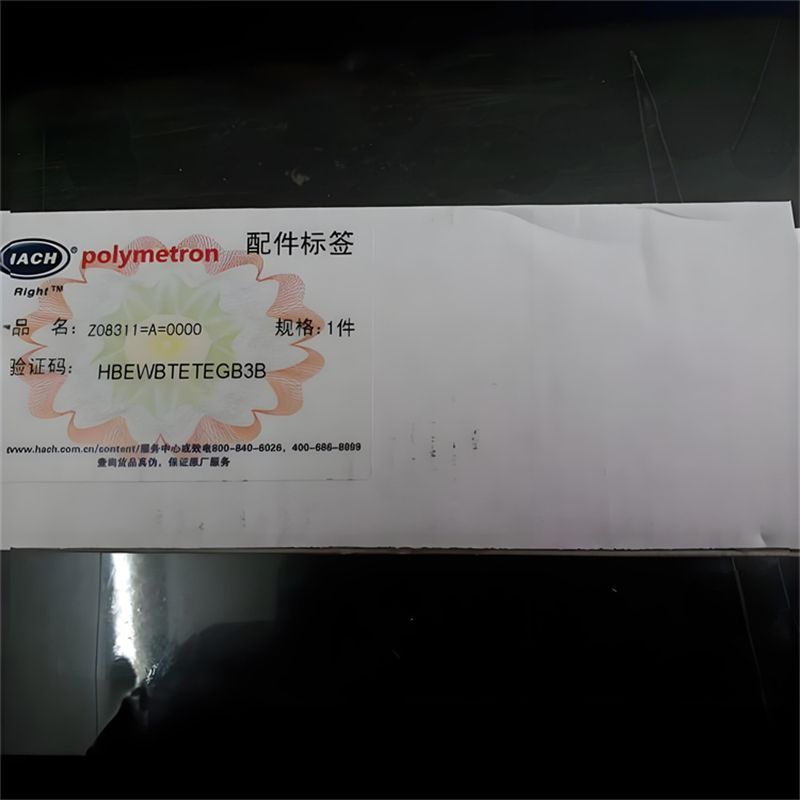 IACH® polymetron 配件标签
Right™
品 名: Z08311=A=0000 规格:1件
验证码: HBEWBTETEGB3B
www.hach.com.cn/content/服务中心或致电800-840-6026, 400-686-8899
查询货品真伪, 保证原厂服务